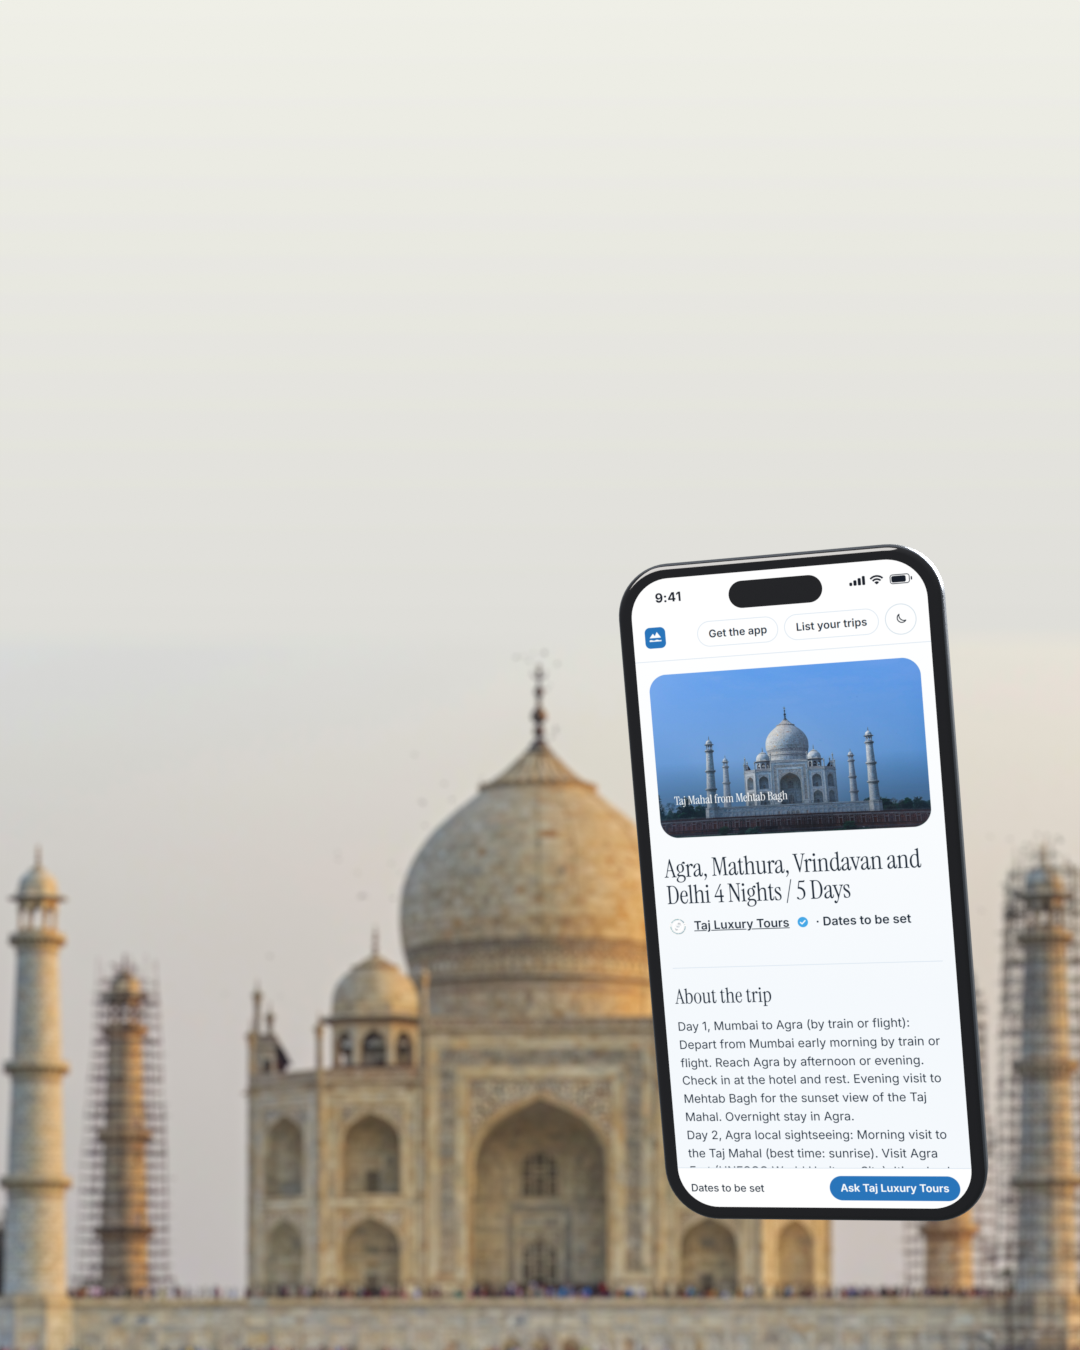 9:41
Get the app
List your trips
Taj Mahal from Mehtab Bagh
Agra, Mathura, Vrindavan and
Delhi 4 Nights / 5 Days
Taj Luxury Tours · Dates to be set
About the trip
Day 1, Mumbai to Agra (by train or flight):
Depart from Mumbai early morning by train or
flight. Reach Agra by afternoon or evening.
Check in at the hotel and rest. Evening visit to
Mehtab Bagh for the sunset view of the Taj
Mahal. Overnight stay in Agra.
Day 2, Agra local sightseeing: Morning visit to
the Taj Mahal (best time: sunrise). Visit Agra
Dates to be set
Ask Taj Luxury Tours